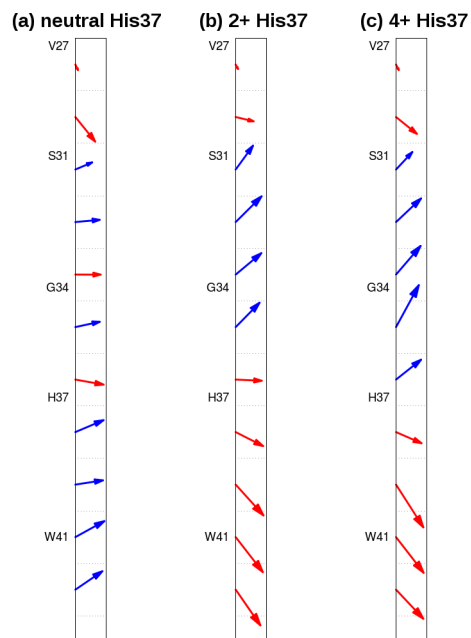 (a) neutral His37 (b) 2+ His37 (c) 4+ His37
V27 V27 V27
S31 S31 S31
G34 G34 G34
H37 H37 H37
W41 W41 W41